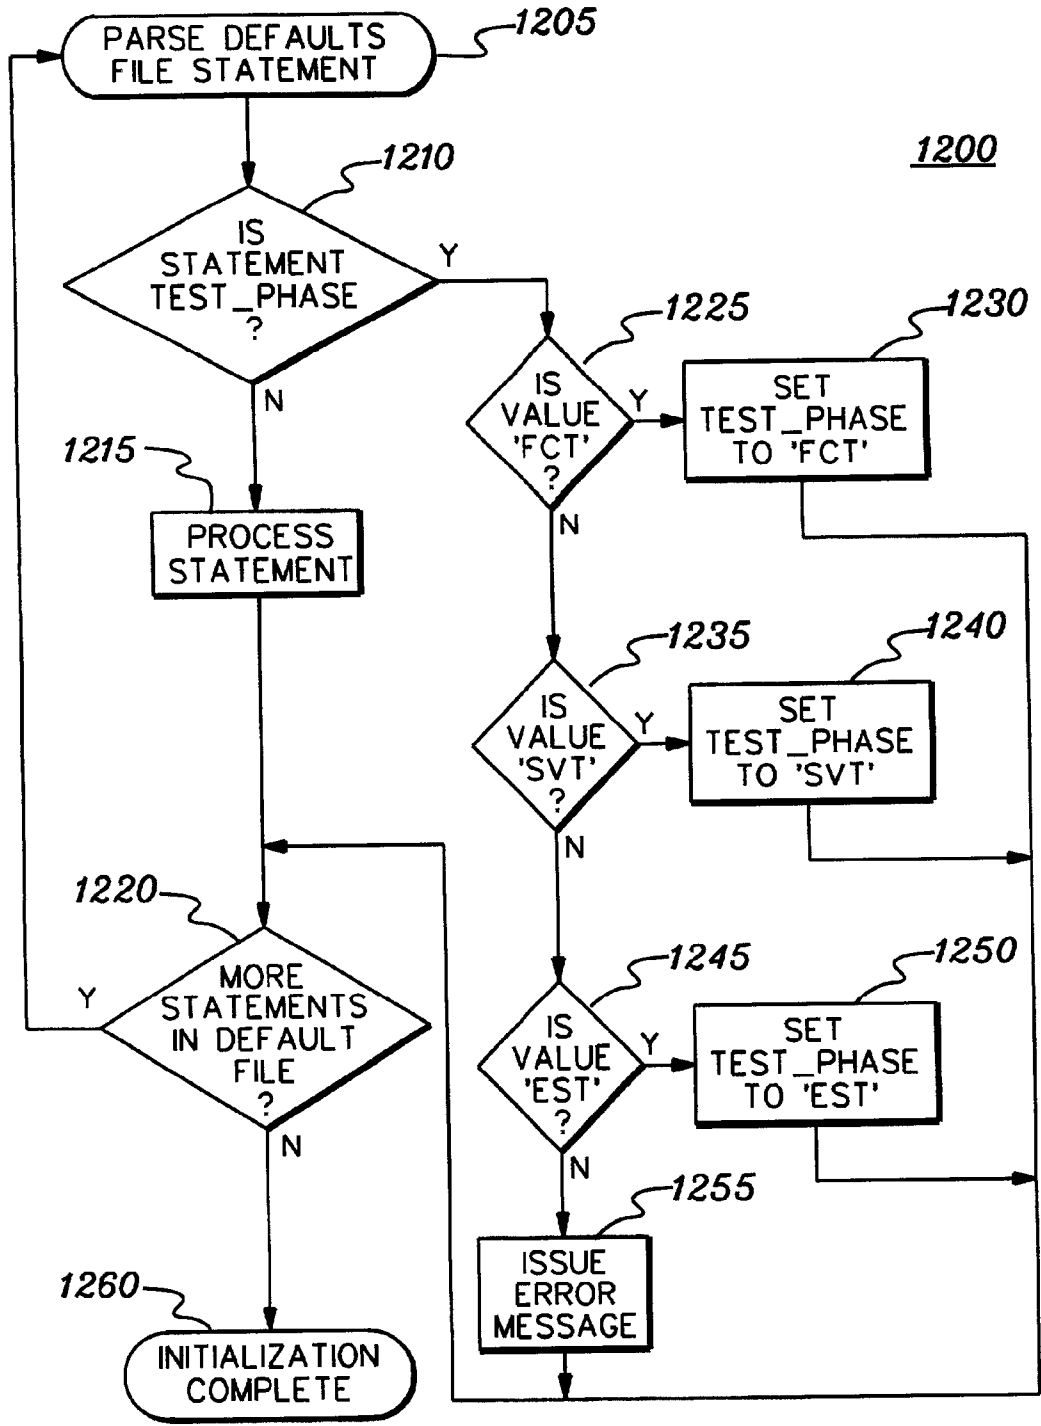 1205
PARSE DEFAULTS
FILE STATEMENT
1200
1210
IS
STATEMENT
TEST_PHASE
?
Y
N
1215
PROCESS
STATEMENT
1225
IS
VALUE
'FCT'
?
Y
N
1230
SET
TEST_PHASE
TO 'FCT'
1235
IS
VALUE
'SVT'
?
Y
N
1240
SET
TEST_PHASE
TO 'SVT'
1220
MORE
STATEMENTS
IN DEFAULT
FILE
?
Y
N
1245
IS
VALUE
'EST'
?
Y
N
1250
SET
TEST_PHASE
TO 'EST'
1255
ISSUE
ERROR
MESSAGE
1260
INITIALIZATION
COMPLETE